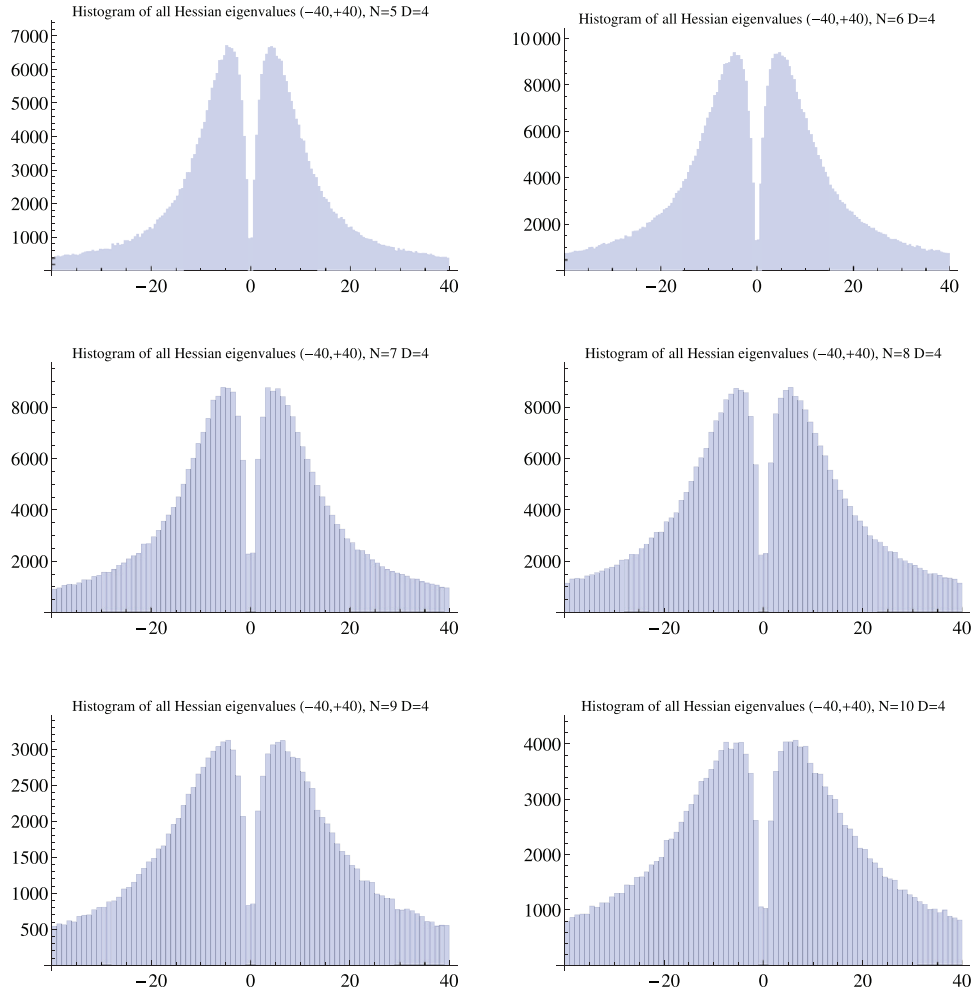 Histogram of all Hessian eigenvalues (−40,+40), N=5 D=4
7000
6000
5000
4000
3000
2000
1000
−20 0 20 40
Histogram of all Hessian eigenvalues (−40,+40), N=6 D=4
10 000
8000
6000
4000
2000
−20 0 20 40
Histogram of all Hessian eigenvalues (−40,+40), N=7 D=4
8000
6000
4000
2000
−20 0 20 40
Histogram of all Hessian eigenvalues (−40,+40), N=8 D=4
8000
6000
4000
2000
−20 0 20 40
Histogram of all Hessian eigenvalues (−40,+40), N=9 D=4
3000
2500
2000
1500
1000
500
−20 0 20 40
Histogram of all Hessian eigenvalues (−40,+40), N=10 D=4
4000
3000
2000
1000
−20 0 20 40